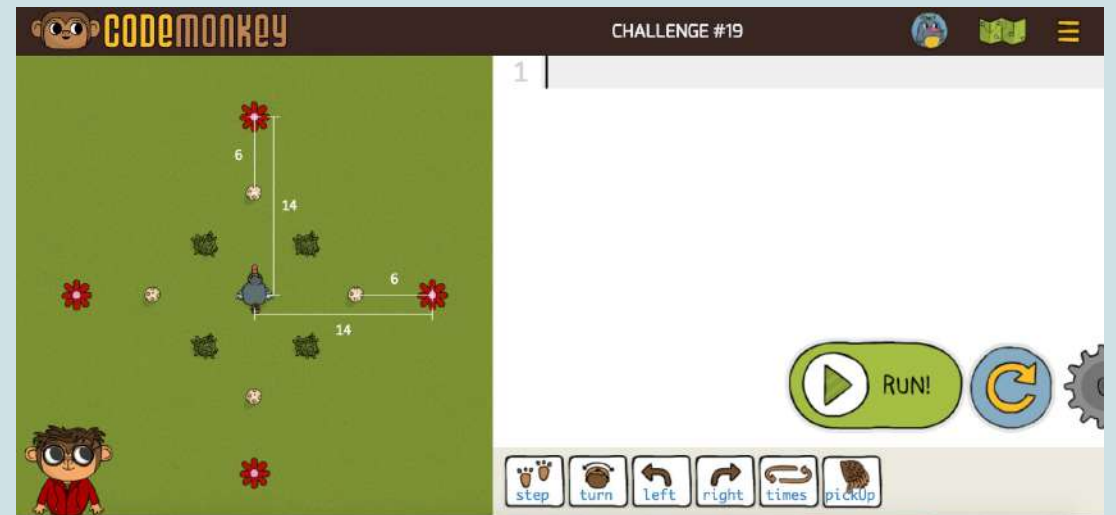 CODEMONKEY
CHALLENGE #19
1
6
14
6
14
RUN!
step turn left right times pickUp